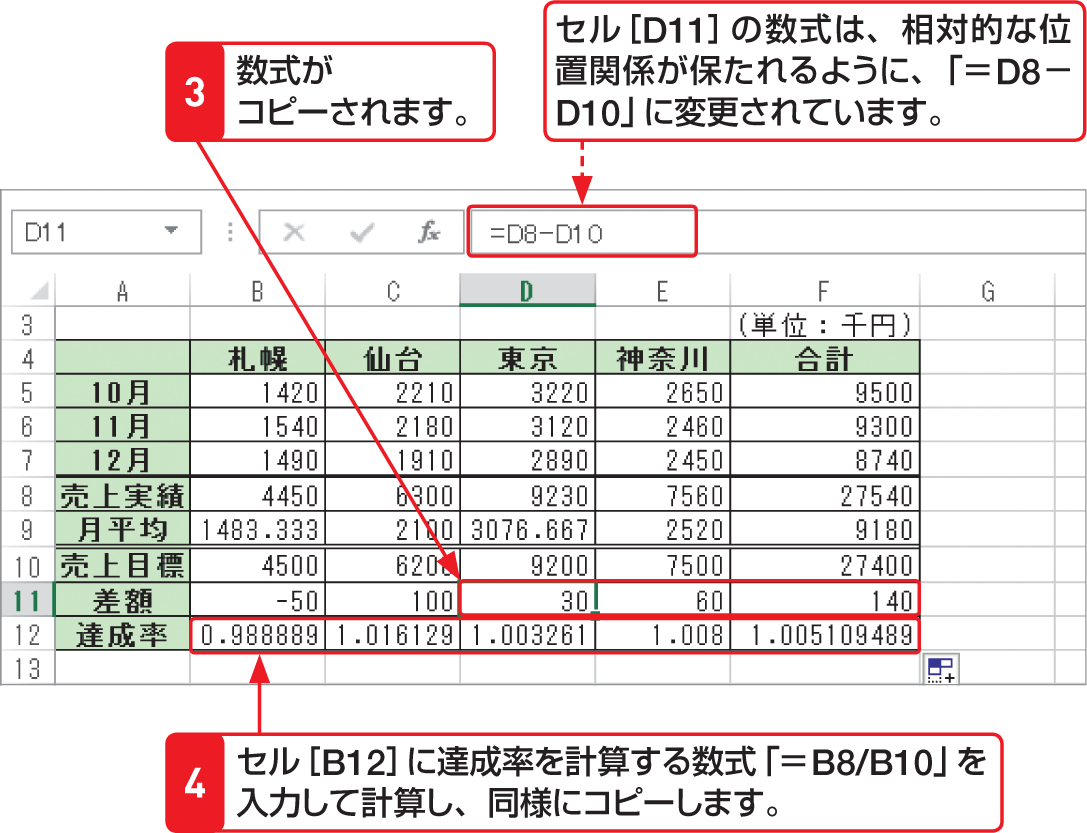 セル[D11]の数式は、相対的な位
置関係が保たれるように、「＝D8－
D10」に変更されています。
3
数式が
コピーされます。
D11
fx
=D8-D10
A B C D E F G
3 (単位：千円)
4 札幌 仙台 東京 神奈川 合計
5 10月 1420 2210 3220 2650 9500
6 11月 1540 2180 3120 2460 9300
7 12月 1490 1910 2890 2450 8740
8 売上実績 4450 6300 9230 7560 27540
9 月平均 1483.333 2100 3076.667 2520 9180
10 売上目標 4500 6200 9200 7500 27400
11 差額 -50 100 30 60 140
12 達成率 0.988889 1.016129 1.003261 1.008 1.005109489
13
4
セル[B12]に達成率を計算する数式「＝B8/B10」を
入力して計算し、同様にコピーします。